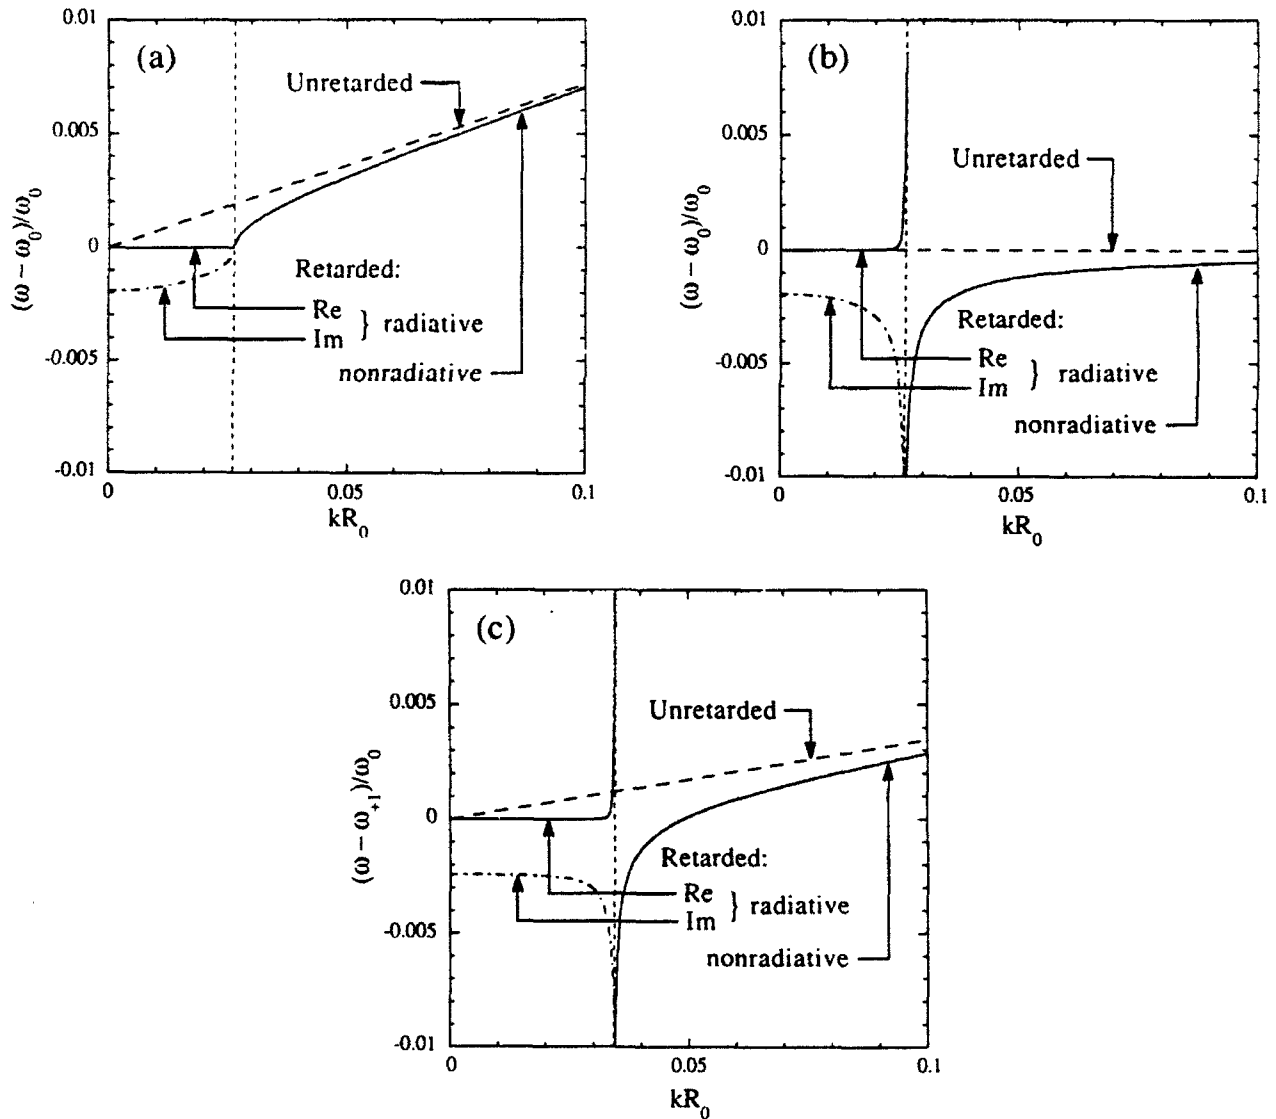 0.01
(a)
Unretarded
0.005
(ω − ω₀)/ω₀
0
Retarded:
Re
Im
} radiative
-0.005
nonradiative
-0.01
0
0.05
0.1
kR₀
0.01
(b)
0.005
Unretarded
(ω − ω₀)/ω₀
0
Retarded:
Re
Im
} radiative
-0.005
nonradiative
-0.01
0
0.05
0.1
kR₀
0.01
(c)
0.005
Unretarded
(ω − ω₊₁)/ω₀
0
Retarded:
Re
Im
} radiative
-0.005
nonradiative
-0.01
0
0.05
0.1
kR₀